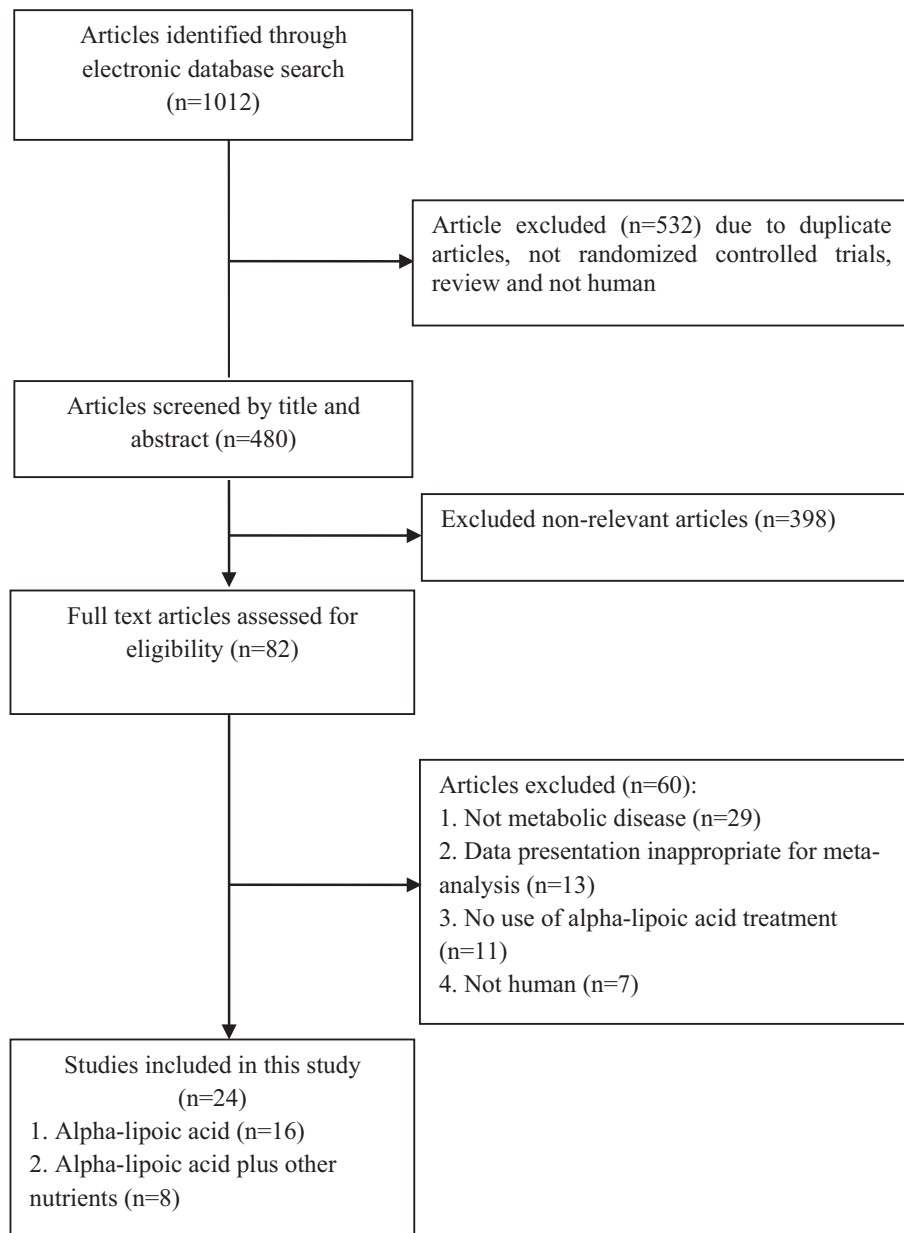 Articles identified through
electronic database search
(n=1012)
Article excluded (n=532) due to duplicate
articles, not randomized controlled trials,
review and not human
Articles screened by title and
abstract (n=480)
Excluded non-relevant articles (n=398)
Full text articles assessed for
eligibility (n=82)
Articles excluded (n=60):
1. Not metabolic disease (n=29)
2. Data presentation inappropriate for meta-
analysis (n=13)
3. No use of alpha-lipoic acid treatment
(n=11)
4. Not human (n=7)
Studies included in this study
(n=24)
1. Alpha-lipoic acid (n=16)
2. Alpha-lipoic acid plus other
nutrients (n=8)